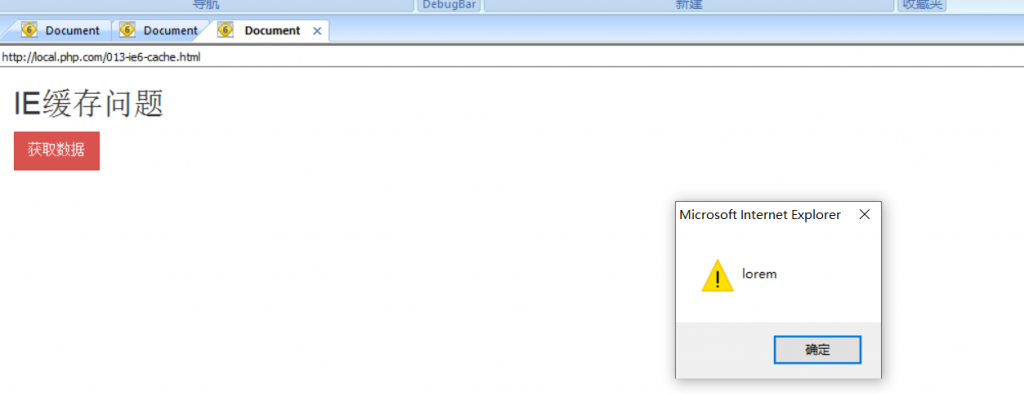 导航 DebugBar 新建 收藏夹
Document Document Document
http://local.php.com/013-ie6-cache.html
IE缓存问题
获取数据
Microsoft Internet Explorer
lorem
确定